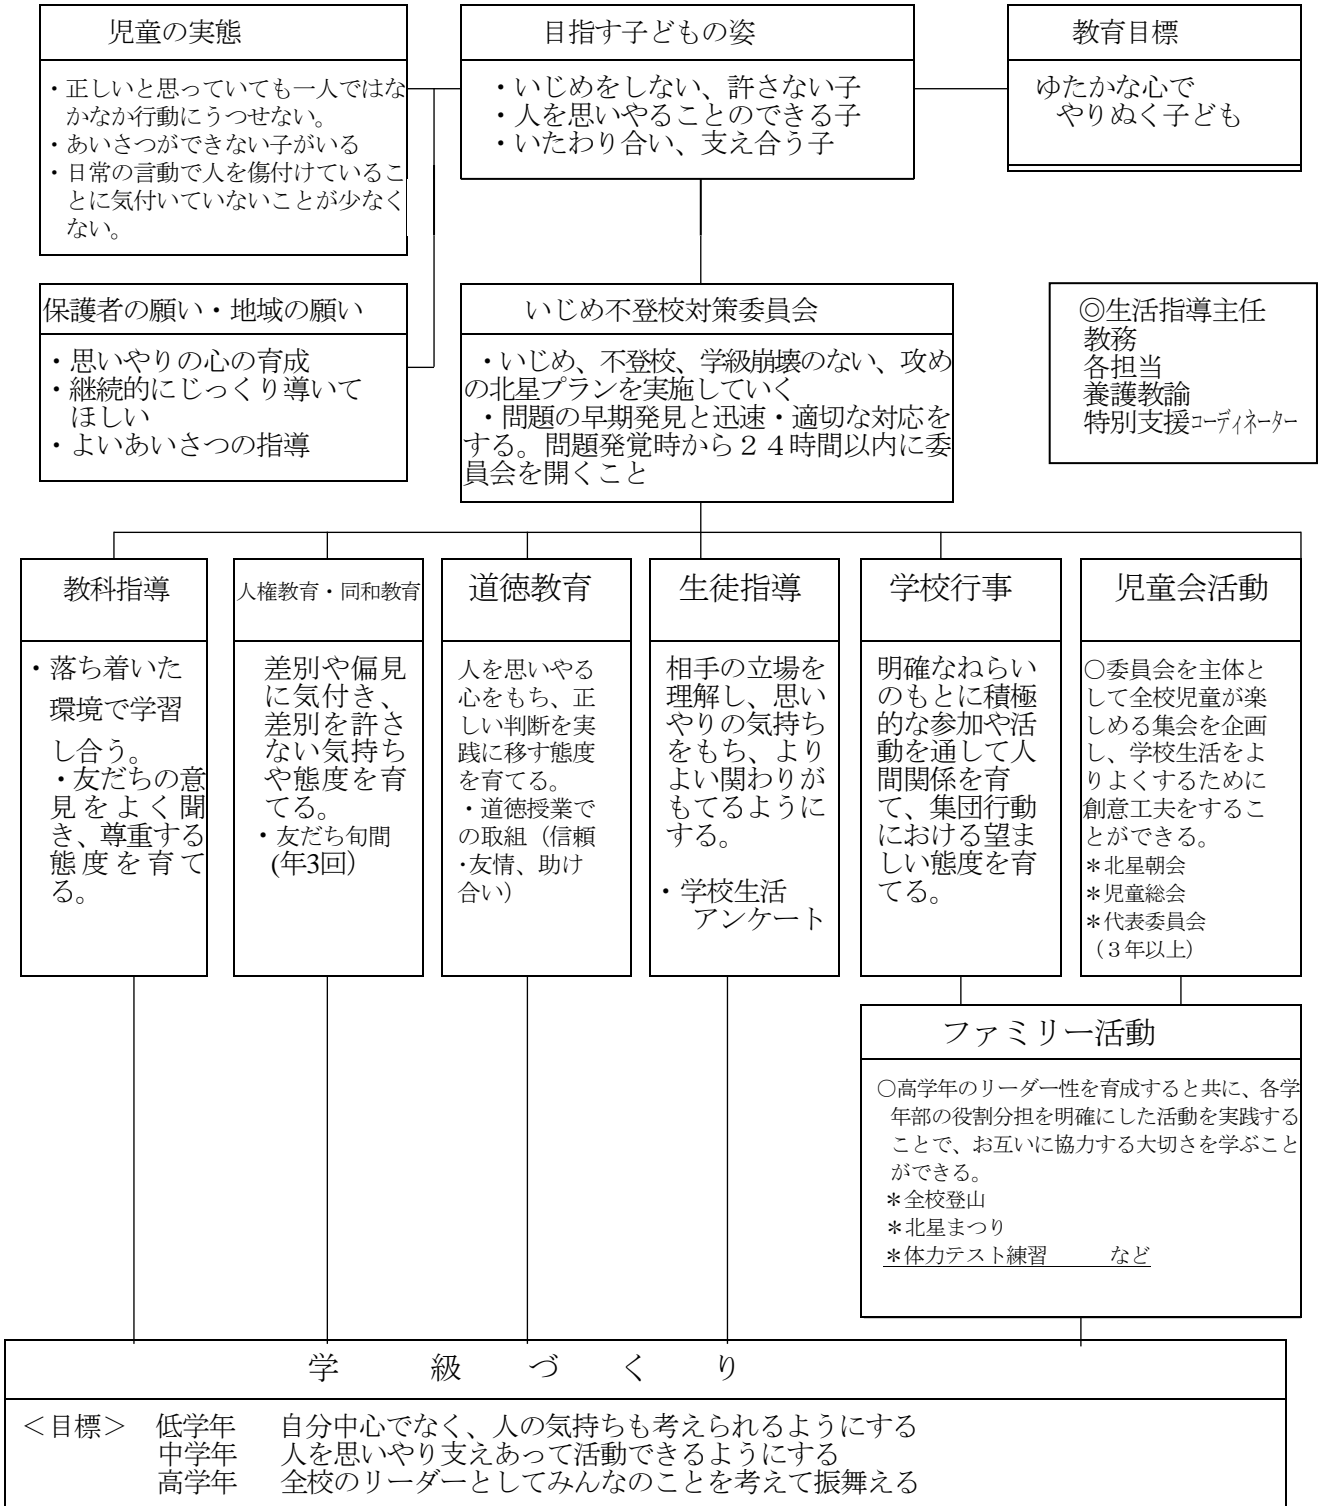 児童の実態
・正しいと思っていても一人ではな
かなか行動にうつせない。
・あいさつができない子がいる
・日常の言動で人を傷付けているこ
とに気付いていないことが少なく
ない。
目指す子どもの姿
・いじめをしない、許さない子
・人を思いやることのできる子
・いたわり合い、支え合う子
教育目標
ゆたかな心で
やりぬく子ども
保護者の願い・地域の願い
・思いやりの心の育成
・継続的にじっくり導いて
ほしい
・よいあいさつの指導
いじめ不登校対策委員会
・いじめ、不登校、学級崩壊のない、攻め
の北星プランを実施していく
・問題の早期発見と迅速・適切な対応を
する。問題発覚時から２４時間以内に委
員会を開くこと
◎生活指導主任
教務
各担当
養護教諭
特別支援コーディネーター
教科指導
・落ち着いた
環境で学習
し合う。
・友だちの意
見をよく聞
き、尊重する
態度を育て
る。
人権教育・同和教育
差別や偏見
に気付き、
差別を許さ
ない気持ち
や態度を育
てる。
・友だち旬間
(年3回）
道徳教育
人を思いやる
心をもち、正
しい判断を実
践に移す態度
を育てる。
・道徳授業で
の取組（信頼
・友情、助け
合い）
生徒指導
相手の立場を
理解し、思い
やりの気持ち
をもち、より
よい関わりが
もてるように
する。
・学校生活
アンケート
学校行事
明確なねらい
のもとに積極
的な参加や活
動を通して人
間関係を育
て、集団行動
における望ま
しい態度を育
てる。
児童会活動
○委員会を主体と
して全校児童が楽
しめる集会を企画
し、学校生活をよ
りよくするために
創意工夫をするこ
とができる。
＊北星朝会
＊児童総会
＊代表委員会
（３年以上）
ファミリー活動
○高学年のリーダー性を育成すると共に、各学
年部の役割分担を明確にした活動を実践する
ことで、お互いに協力する大切さを学ぶこと
ができる。
＊全校登山
＊北星まつり
＊体力テスト練習　　　など
学　級　づ　く　り
＜目標＞　低学年　自分中心でなく、人の気持ちも考えられるようにする
中学年　人を思いやり支えあって活動できるようにする
高学年　全校のリーダーとしてみんなのことを考えて振舞える